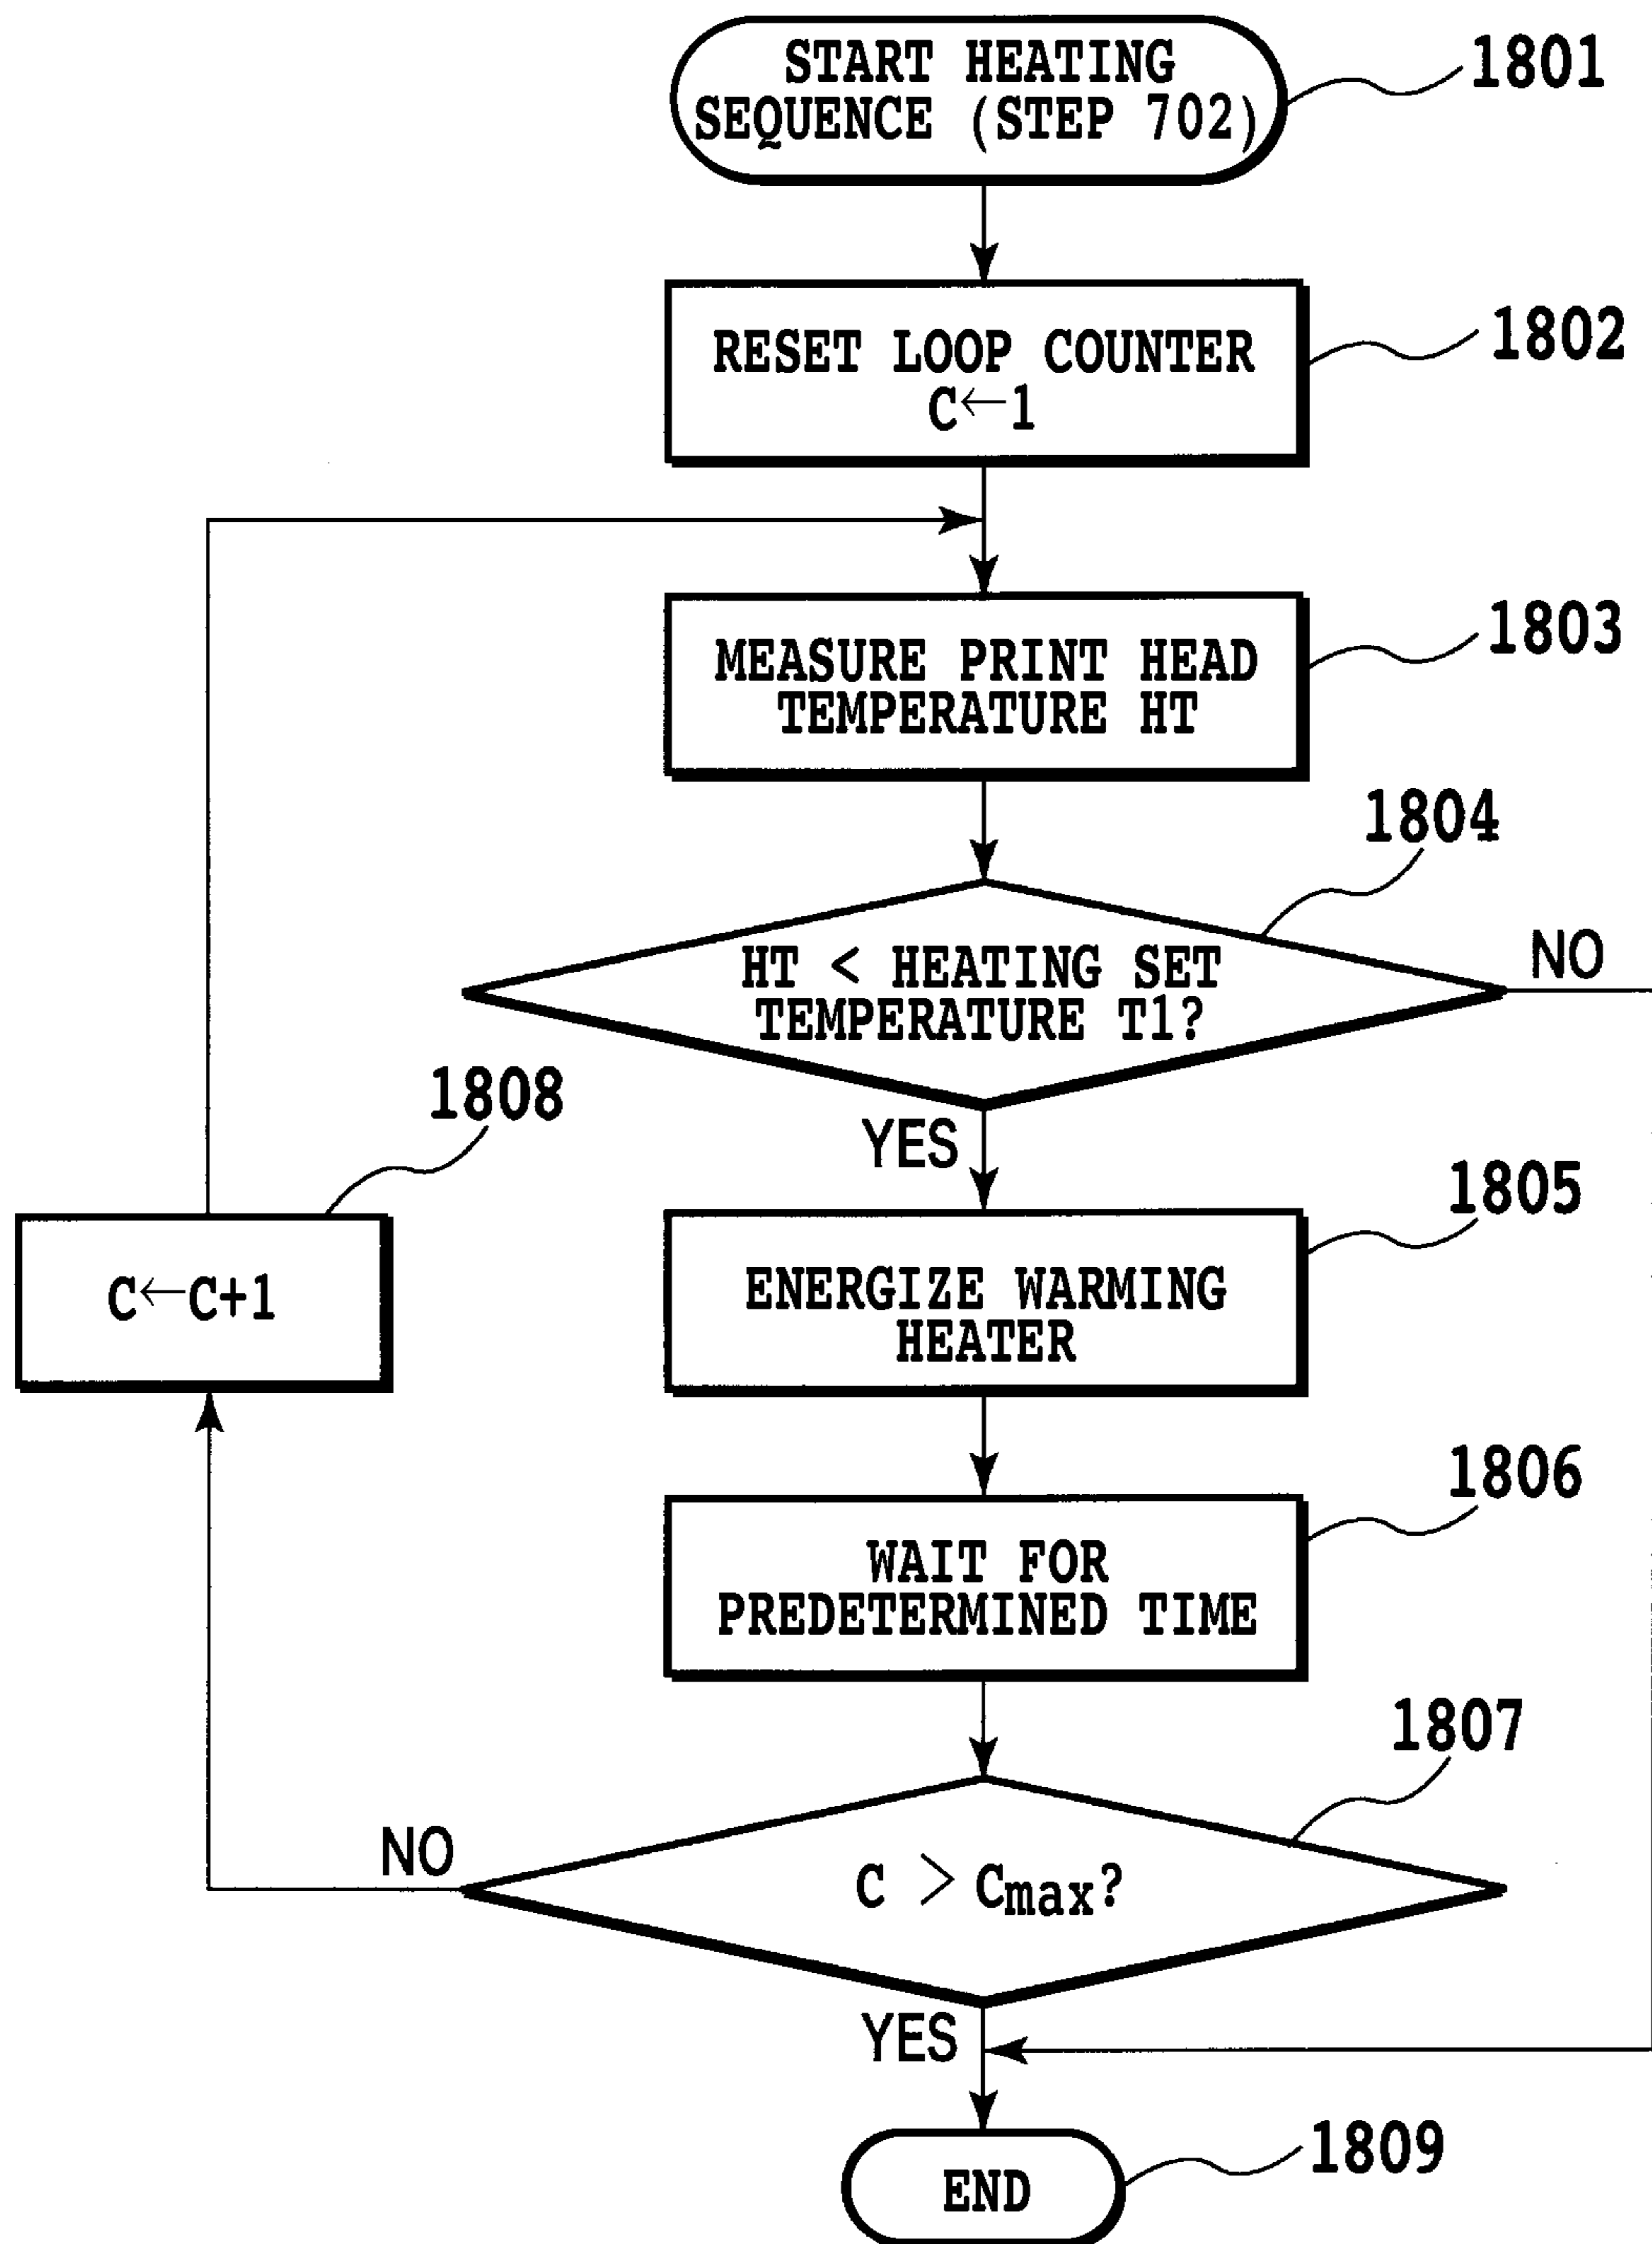 START HEATING
SEQUENCE (STEP 702)
1801
RESET LOOP COUNTER
C←1
1802
MEASURE PRINT HEAD
TEMPERATURE HT
1803
1804
HT < HEATING SET
TEMPERATURE T1?
NO
YES
1808
C←C+1
1805
ENERGIZE WARMING
HEATER
1806
WAIT FOR
PREDETERMINED TIME
1807
C > Cmax?
NO
YES
END
1809